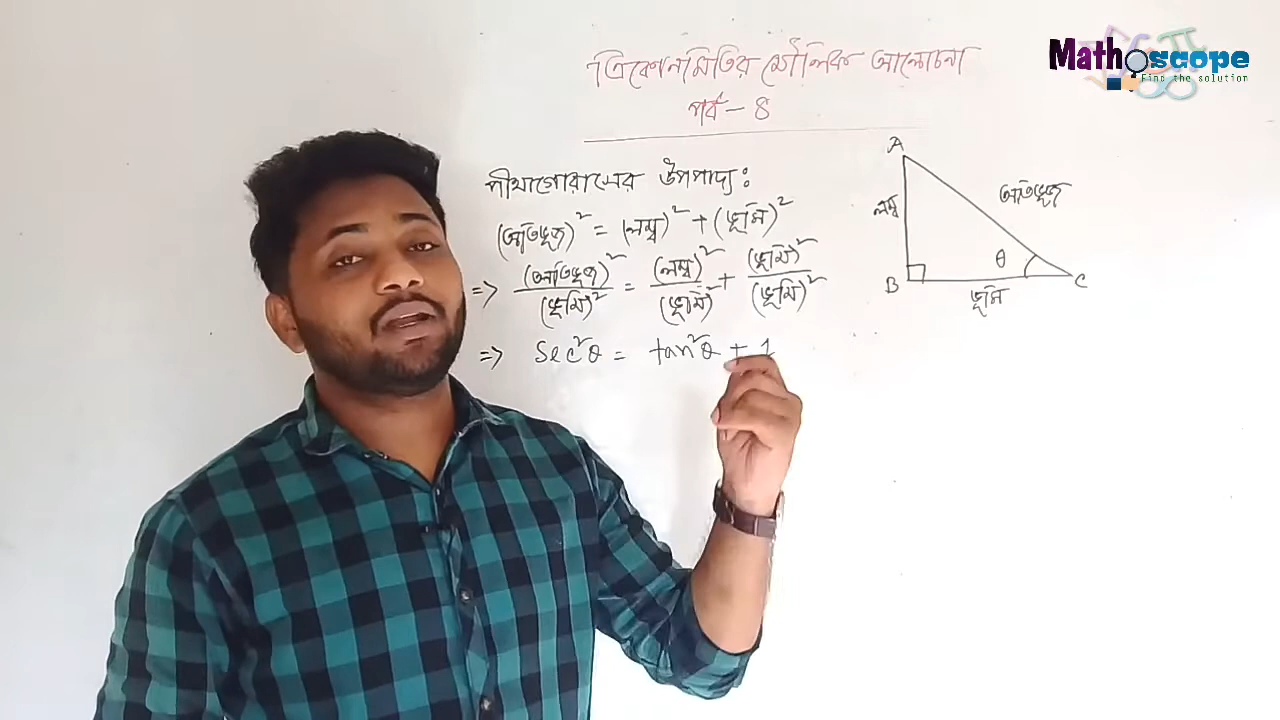 ত্রিকোনমিতির মৌলিক আলোচনা
পর্ব - ৪
Mathoscope
Find the solution
পীথাগোরাসের উপপাদ্য:
(অতিভূজ)² = (লম্ব)² + (ভূমি)²
=> (অতিভূজ)²/(ভূমি)² = (লম্ব)²/(ভূমি)² + (ভূমি)²/(ভূমি)²
=> Sec²θ = tan²θ + 1
A
লম্ব
অতিভূজ
θ
B
ভূমি
C